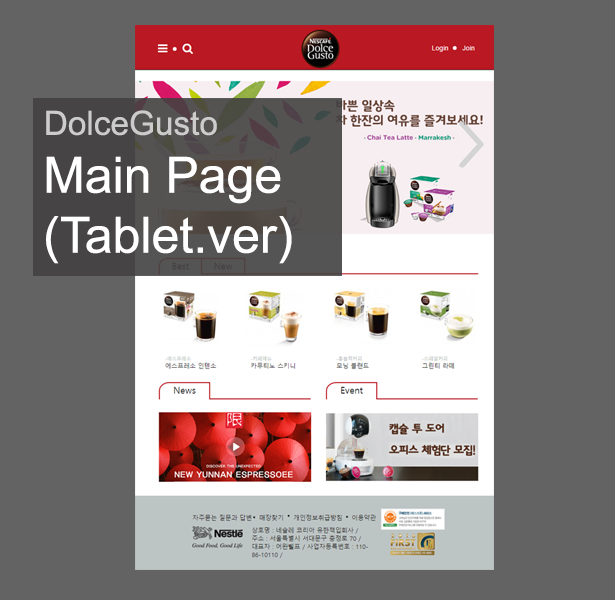 NESCAFÉ
Dolce
Gusto
Login
Join
DolceGusto
Main Page
(Tablet.ver)
쁜 일상속
한잔의 여유를 즐겨보세요!
· Chai Tea Latte · Marrakesh ·
Best
New
에스프레소 인텐소
카푸티노 스키니
모닝 블렌드
그린티 라떼
News
Event
DISCOVER THE UNEXPECTED
NEW YUNNAN ESPRESSOEE
캡슐 투 도어
오피스 체험단 모집!
자주묻는 질문과 답변 • 매장찾기 • 개인정보취급방침 • 이용약관
Nestlé
Good Food, Good Life
상호명 : 네슬레 코리아 유한책임회사 /
주소 : 서울특별시 서대문구 충정로 70 /
대표자 : 어완뷜프 / 사업자등록번호 : 110-
86-10110 /
FIRST